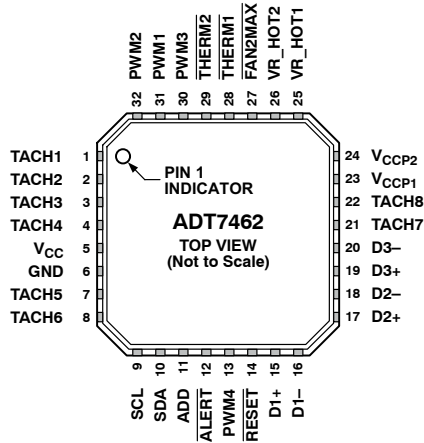 PWM2
PWM1
PWM3
THERM2
THERM1
FAN2MAX
VR_HOT2
VR_HOT1
32
31
30
29
28
27
26
25
TACH1 1
TACH2 2
TACH3 3
TACH4 4
VCC 5
GND 6
TACH5 7
TACH6 8
PIN 1
INDICATOR
ADT7462
TOP VIEW
(Not to Scale)
24 VCCP2
23 VCCP1
22 TACH8
21 TACH7
20 D3–
19 D3+
18 D2–
17 D2+
9
10
11
12
13
14
15
16
SCL
SDA
ADD
ALERT
PWM4
RESET
D1+
D1–